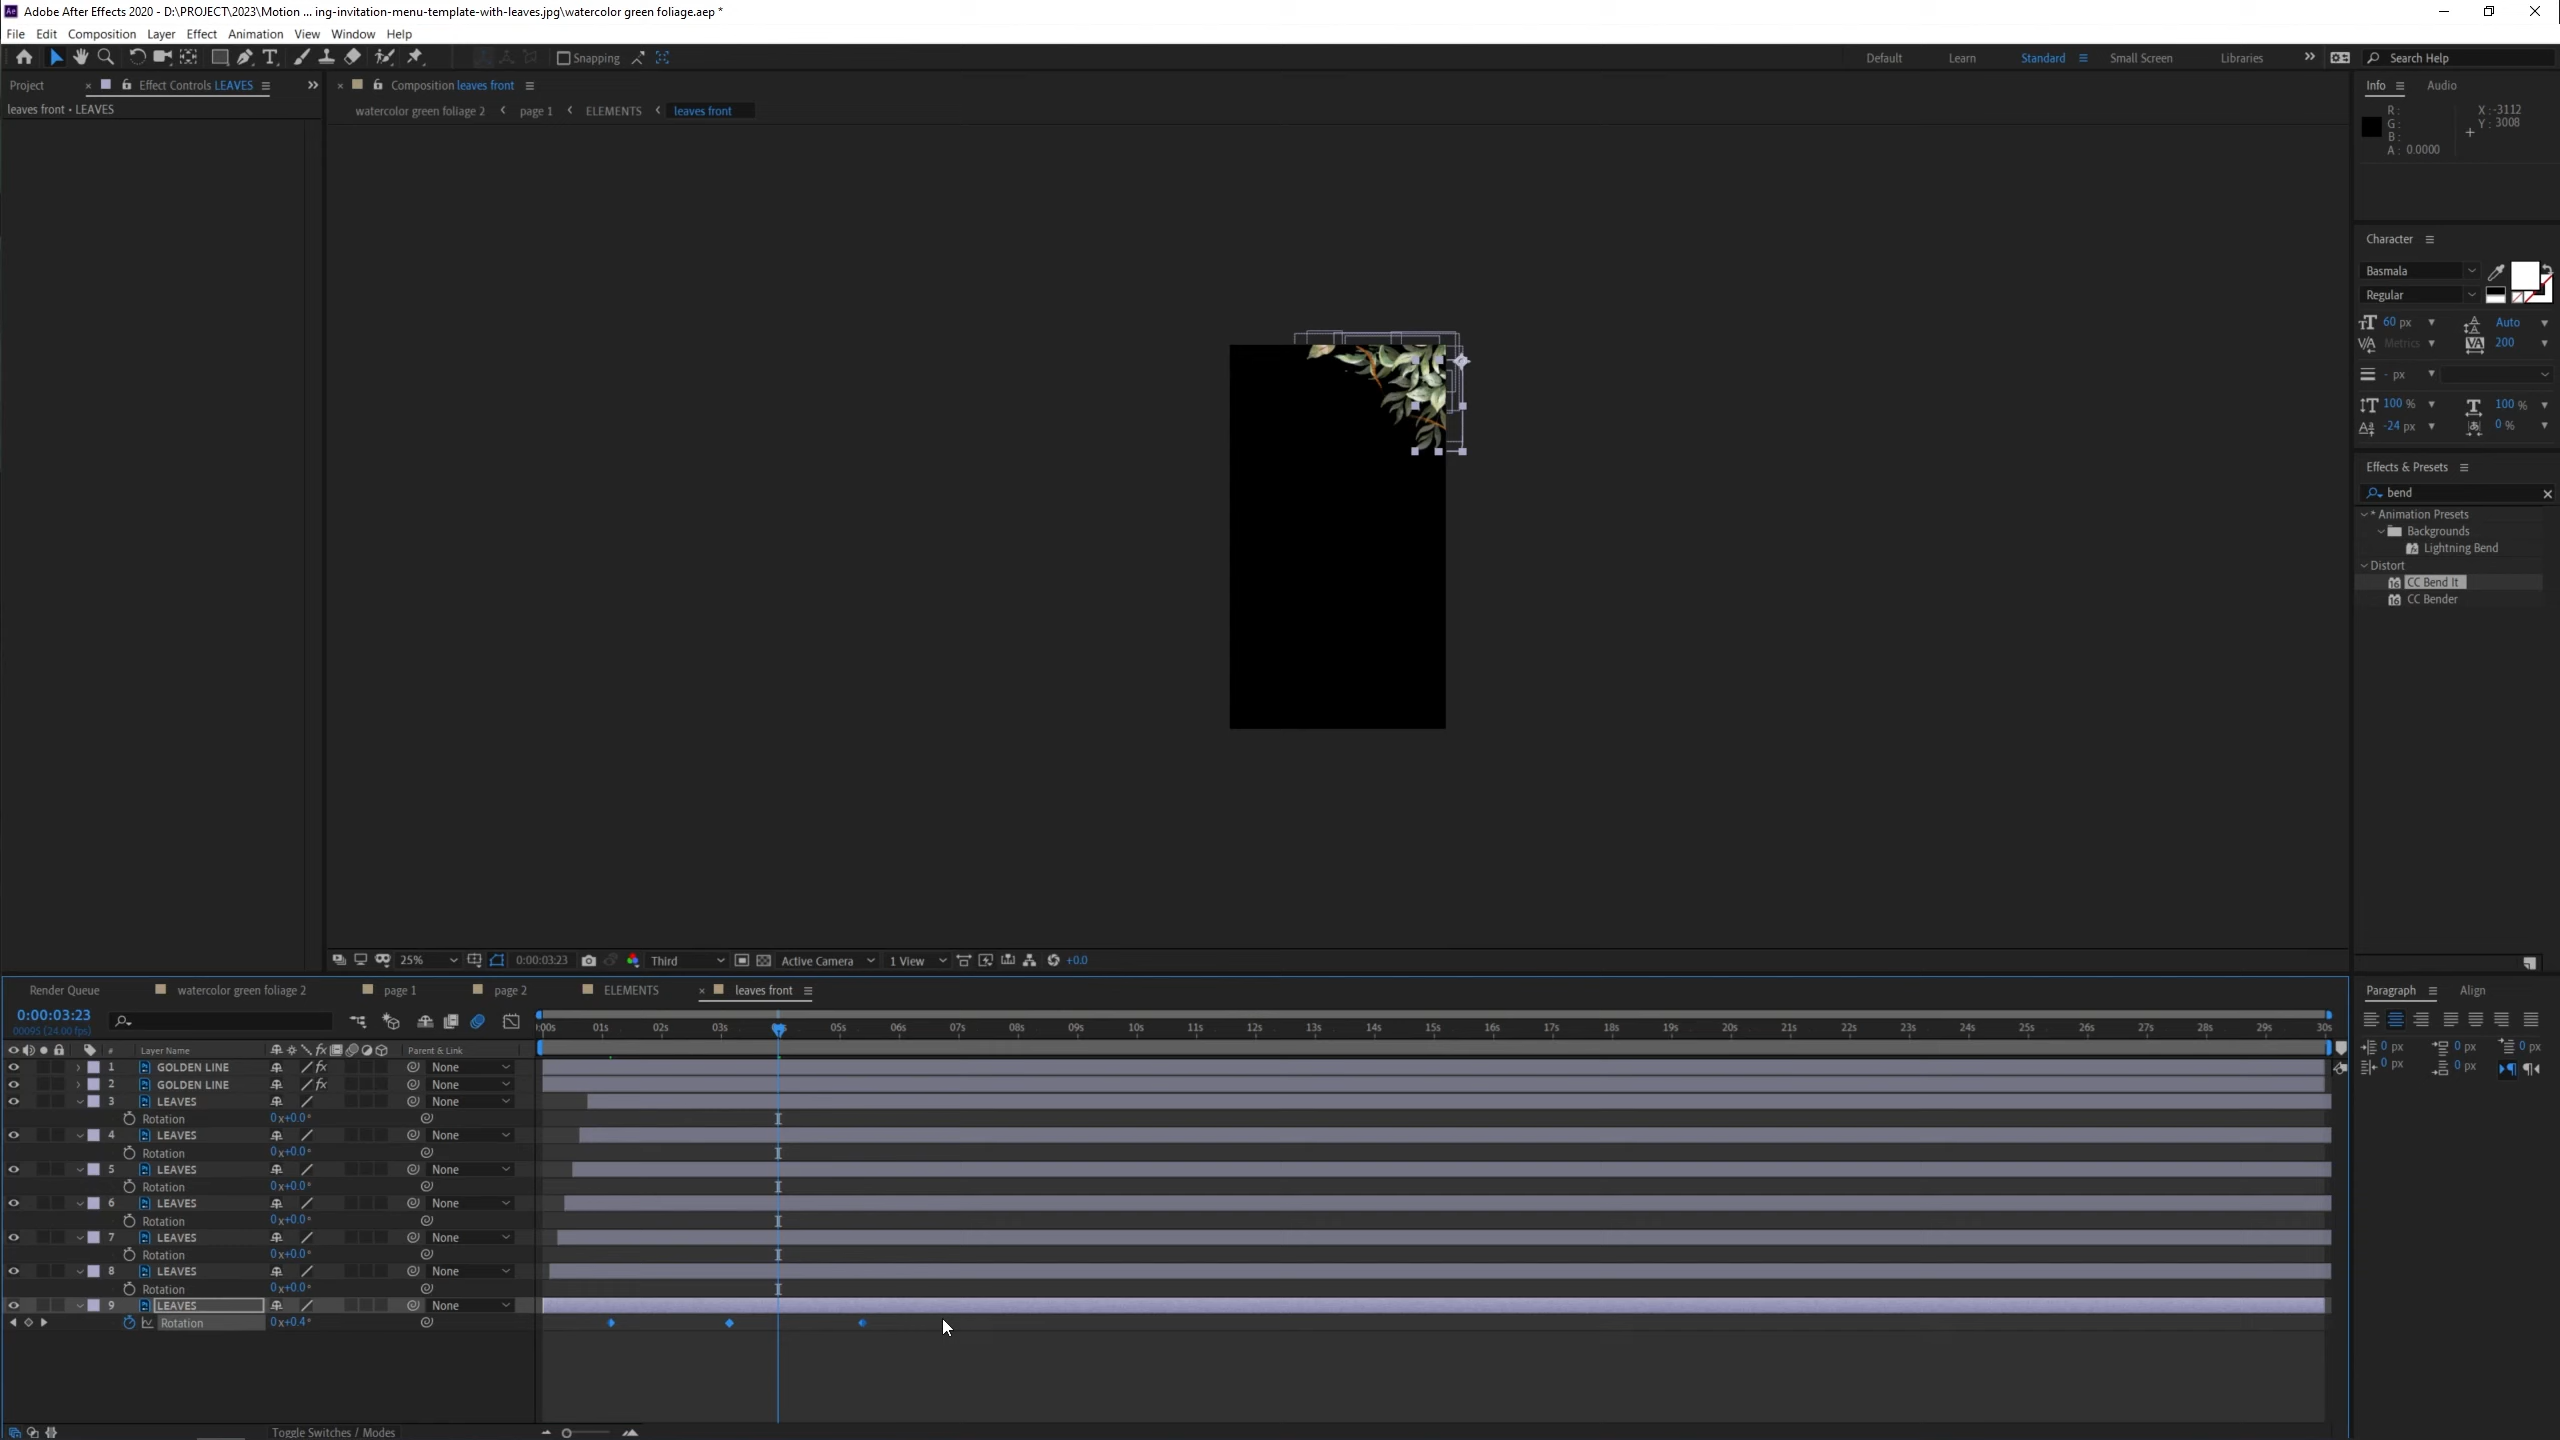 Adobe After Effects 2020 - D:\PROJECT\2023\Motion ... ing-invitation-menu-template-with-leaves.jpg\watercolor green foliage.aep *
File Edit Composition Layer Effect Animation View Window Help
Snapping Default Learn Standard Small Screen Libraries Search Help
Project Effect Controls LEAVES
Composition leaves front
Info Audio
leaves front • LEAVES
watercolor green foliage 2 page 1 ELEMENTS leaves front
R :
G :
B :
A : 0.0000
X : -3112
Y : 3008
Character
Basmala
Regular
60 px Auto
Metrics 200
- px
100 % 100 %
-24 px 0 %
Effects & Presets
bend
* Animation Presets
Backgrounds
Lightning Bend
Distort
CC Bend It
CC Bender
25% 0:00:03:23 Third Active Camera 1 View +0.0
Render Queue watercolor green foliage 2 page 1 page 2 ELEMENTS leaves front
Paragraph Align
0:00:03:23
00095 (24.00 fps)
:00s 01s 02s 03s 05s 06s 07s 08s 09s 10s 11s 12s 13s 14s 15s 16s 17s 18s 19s 20s 21s 22s 23s 24s 25s 26s 27s 28s 29s 30s
# Layer Name Parent & Link
1 GOLDEN LINE None
2 GOLDEN LINE None
3 LEAVES None
Rotation 0x+0.0°
4 LEAVES None
Rotation 0x+0.0°
5 LEAVES None
Rotation 0x+0.0°
6 LEAVES None
Rotation 0x+0.0°
7 LEAVES None
Rotation 0x+0.0°
8 LEAVES None
Rotation 0x+0.0°
9 LEAVES None
Rotation 0x+0.4°
Toggle Switches / Modes
0 px 0 px 0 px
0 px 0 px